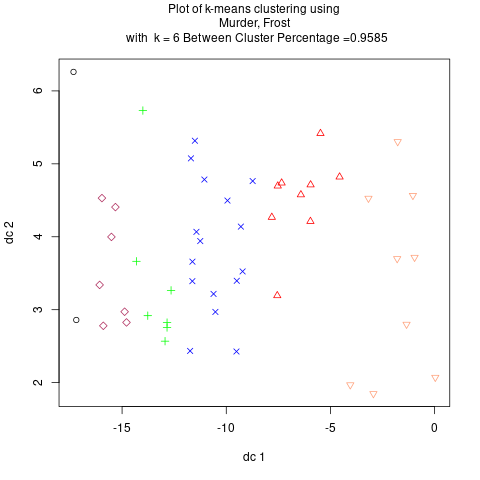 Plot of k-means clustering using
Murder, Frost
with  k = 6 Between Cluster Percentage =0.9585
6
5
4
3
2
dc 2
-15
-10
-5
0
dc 1